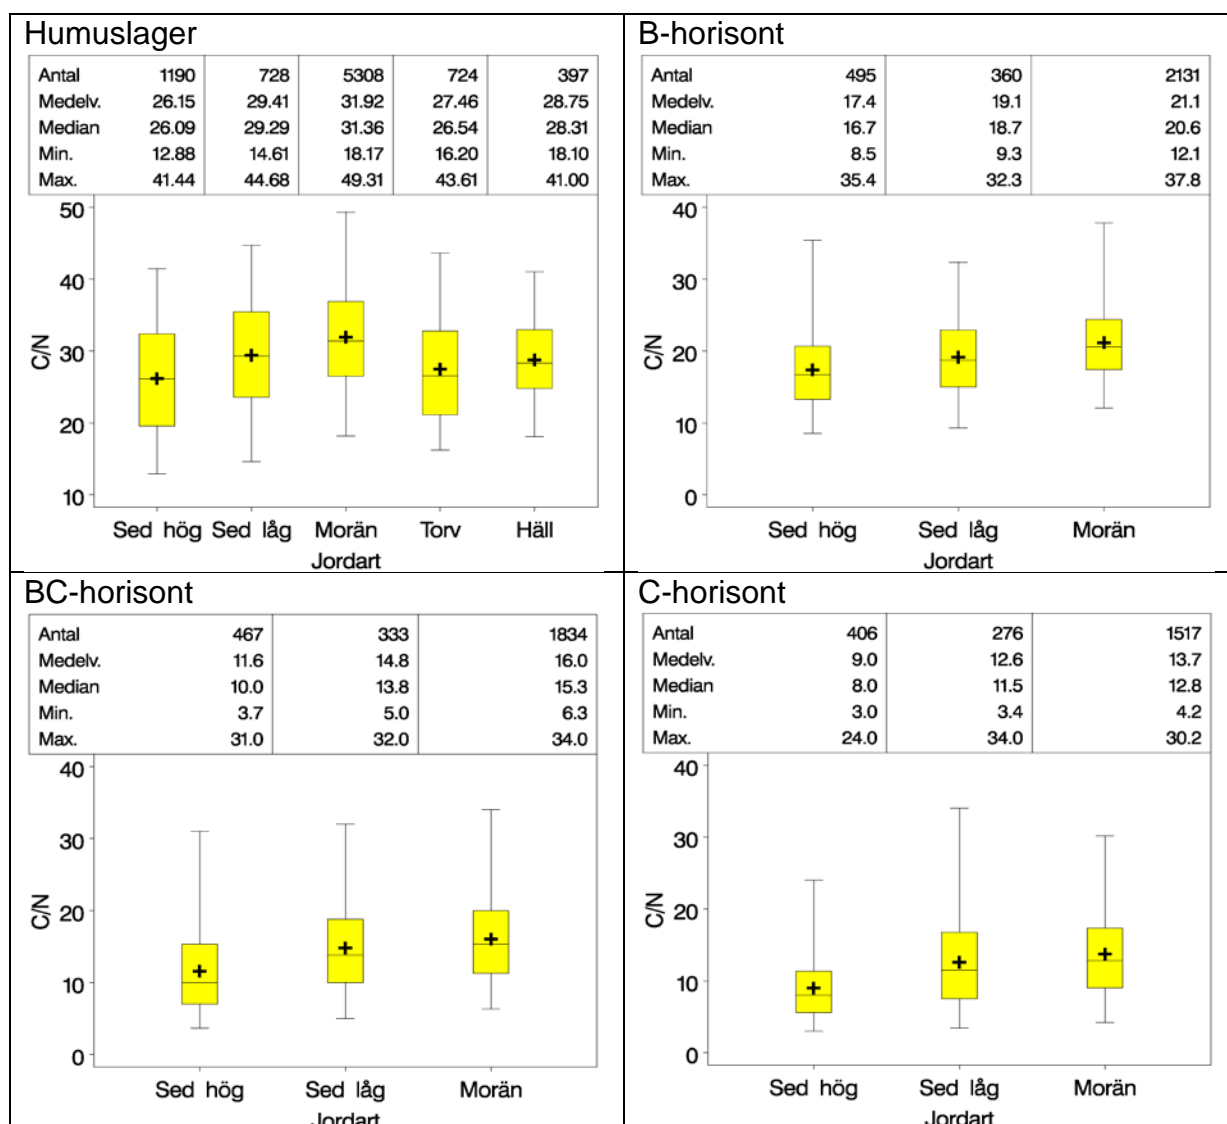 Humuslager
Antal 1190 728 5308 724 397
Medelv. 26.15 29.41 31.92 27.46 28.75
Median 26.09 29.29 31.36 26.54 28.31
Min. 12.88 14.61 18.17 16.20 18.10
Max. 41.44 44.68 49.31 43.61 41.00
50
40
30
20
10
C/N
Sed hög Sed låg Morän Torv Häll
Jordart
B-horisont
Antal 495 360 2131
Medelv. 17.4 19.1 21.1
Median 16.7 18.7 20.6
Min. 8.5 9.3 12.1
Max. 35.4 32.3 37.8
40
30
20
10
0
C/N
Sed hög Sed låg Morän
Jordart
BC-horisont
Antal 467 333 1834
Medelv. 11.6 14.8 16.0
Median 10.0 13.8 15.3
Min. 3.7 5.0 6.3
Max. 31.0 32.0 34.0
40
30
20
10
0
C/N
Sed hög Sed låg Morän
Jordart
C-horisont
Antal 406 276 1517
Medelv. 9.0 12.6 13.7
Median 8.0 11.5 12.8
Min. 3.0 3.4 4.2
Max. 24.0 34.0 30.2
40
30
20
10
0
C/N
Sed hög Sed låg Morän
Jordart